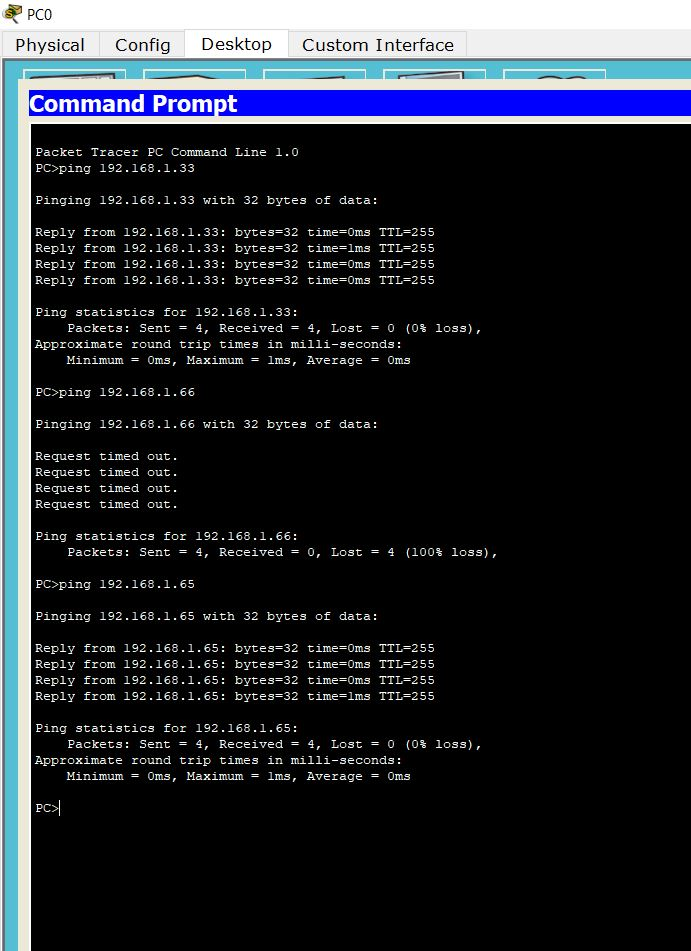 PC0
Physical Config Desktop Custom Interface
Command Prompt
Packet Tracer PC Command Line 1.0
PC>ping 192.168.1.33
Pinging 192.168.1.33 with 32 bytes of data:
Reply from 192.168.1.33: bytes=32 time=0ms TTL=255
Reply from 192.168.1.33: bytes=32 time=1ms TTL=255
Reply from 192.168.1.33: bytes=32 time=0ms TTL=255
Reply from 192.168.1.33: bytes=32 time=0ms TTL=255
Ping statistics for 192.168.1.33:
Packets: Sent = 4, Received = 4, Lost = 0 (0% loss),
Approximate round trip times in milli-seconds:
Minimum = 0ms, Maximum = 1ms, Average = 0ms
PC>ping 192.168.1.66
Pinging 192.168.1.66 with 32 bytes of data:
Request timed out.
Request timed out.
Request timed out.
Request timed out.
Ping statistics for 192.168.1.66:
Packets: Sent = 4, Received = 0, Lost = 4 (100% loss),
PC>ping 192.168.1.65
Pinging 192.168.1.65 with 32 bytes of data:
Reply from 192.168.1.65: bytes=32 time=0ms TTL=255
Reply from 192.168.1.65: bytes=32 time=0ms TTL=255
Reply from 192.168.1.65: bytes=32 time=0ms TTL=255
Reply from 192.168.1.65: bytes=32 time=1ms TTL=255
Ping statistics for 192.168.1.65:
Packets: Sent = 4, Received = 4, Lost = 0 (0% loss),
Approximate round trip times in milli-seconds:
Minimum = 0ms, Maximum = 1ms, Average = 0ms
PC>